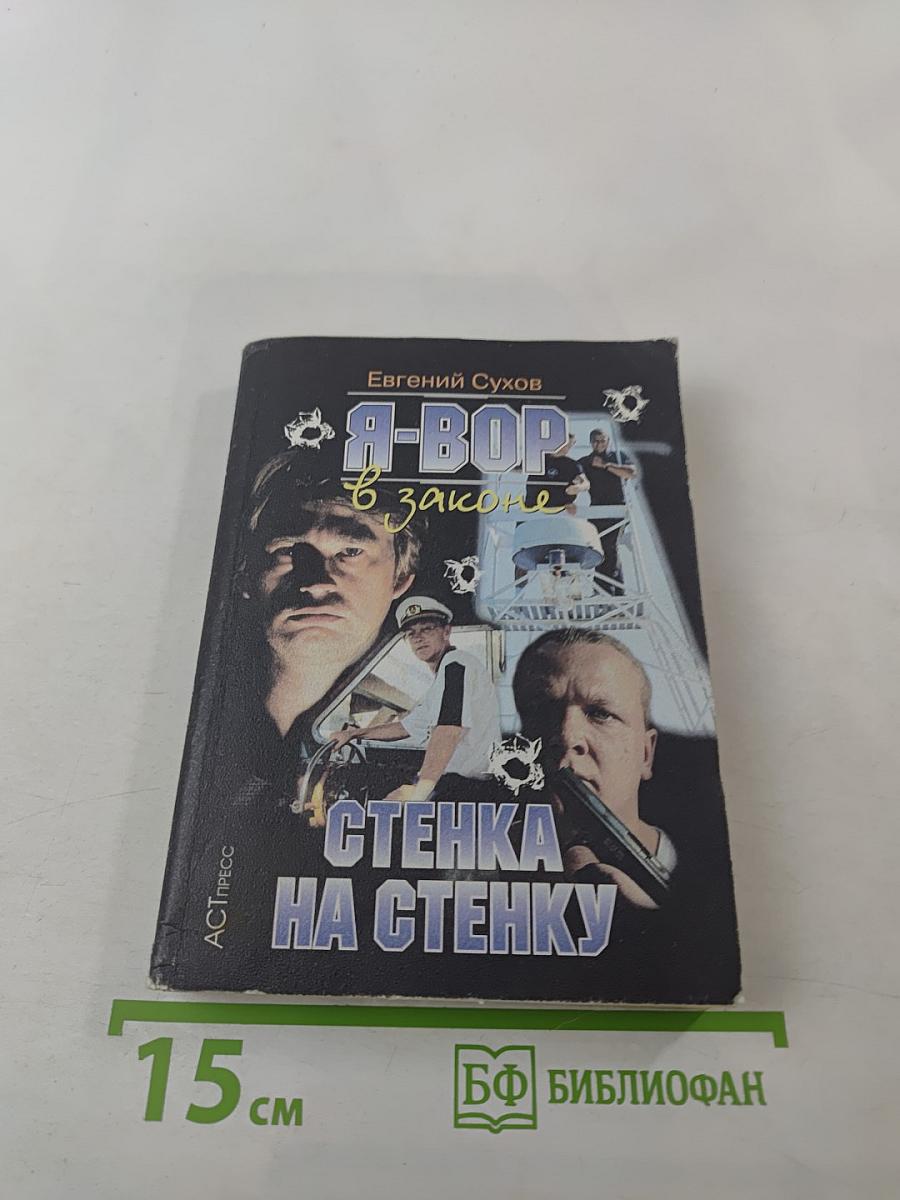 Евгений Сухов
Я-ВОР
в законе
СТЕНКА
НА СТЕНКУ
АСТПРЕСС
15 см
БФ БИБЛИОФАН